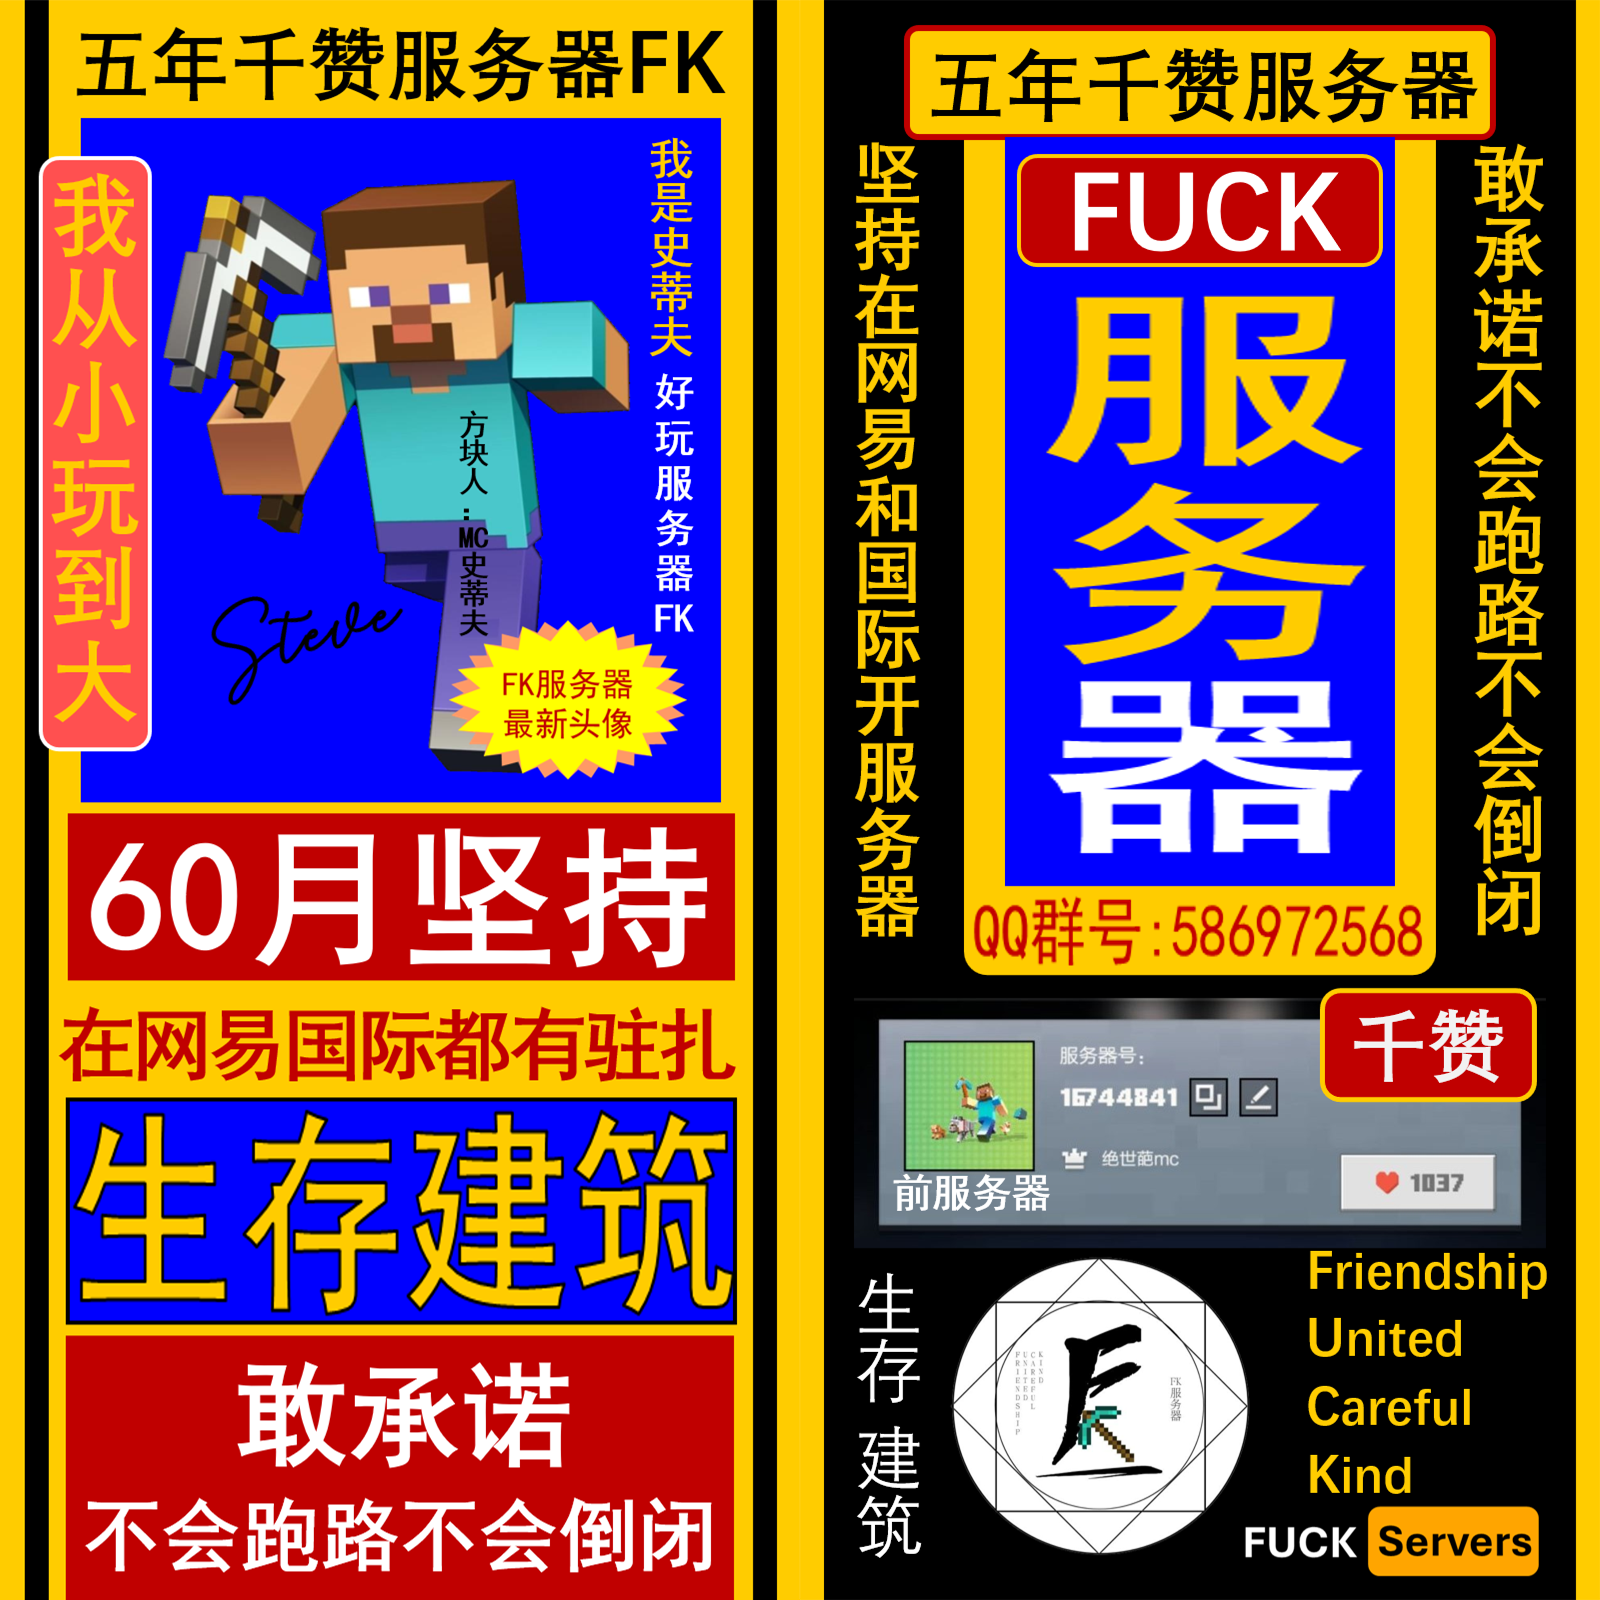 五年千赞服务器FK
我从小玩到大
我是史蒂夫
好玩服务器FK
方块人：MC史蒂夫
Steve
FK服务器
最新头像
60月坚持
在网易国际都有驻扎
生存建筑
敢承诺
不会跑路不会倒闭
五年千赞服务器
坚持在网易和国际开服务器
FUCK
服务器
敢承诺不会跑路不会倒闭
QQ群号:586972568
千赞
服务器号:
16744841
绝世葩mc
前服务器
1037
生存 建筑
FRIENDSHIP
UNITED
CAREFUL
KIND
FK服务器
FK
Friendship
United
Careful
Kind
FUCK Servers